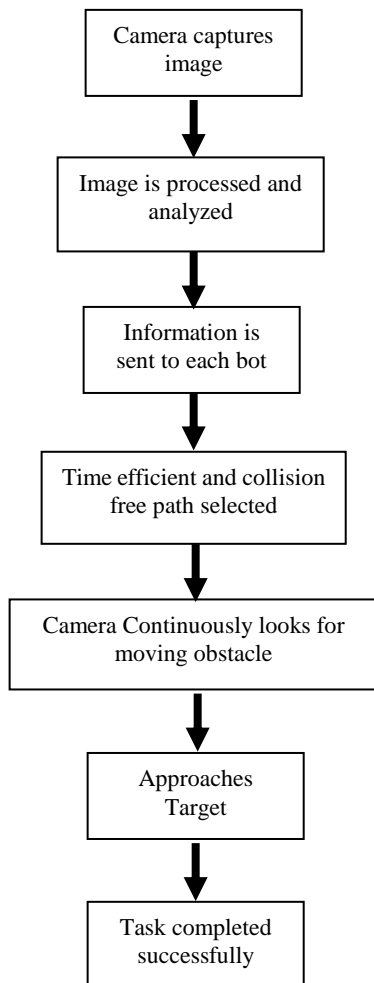 Camera captures
image
Image is processed and
analyzed
Information is
sent to each bot
Time efficient and collision
free path selected
Camera Continuously looks for
moving obstacle
Approaches
Target
Task completed
successfully